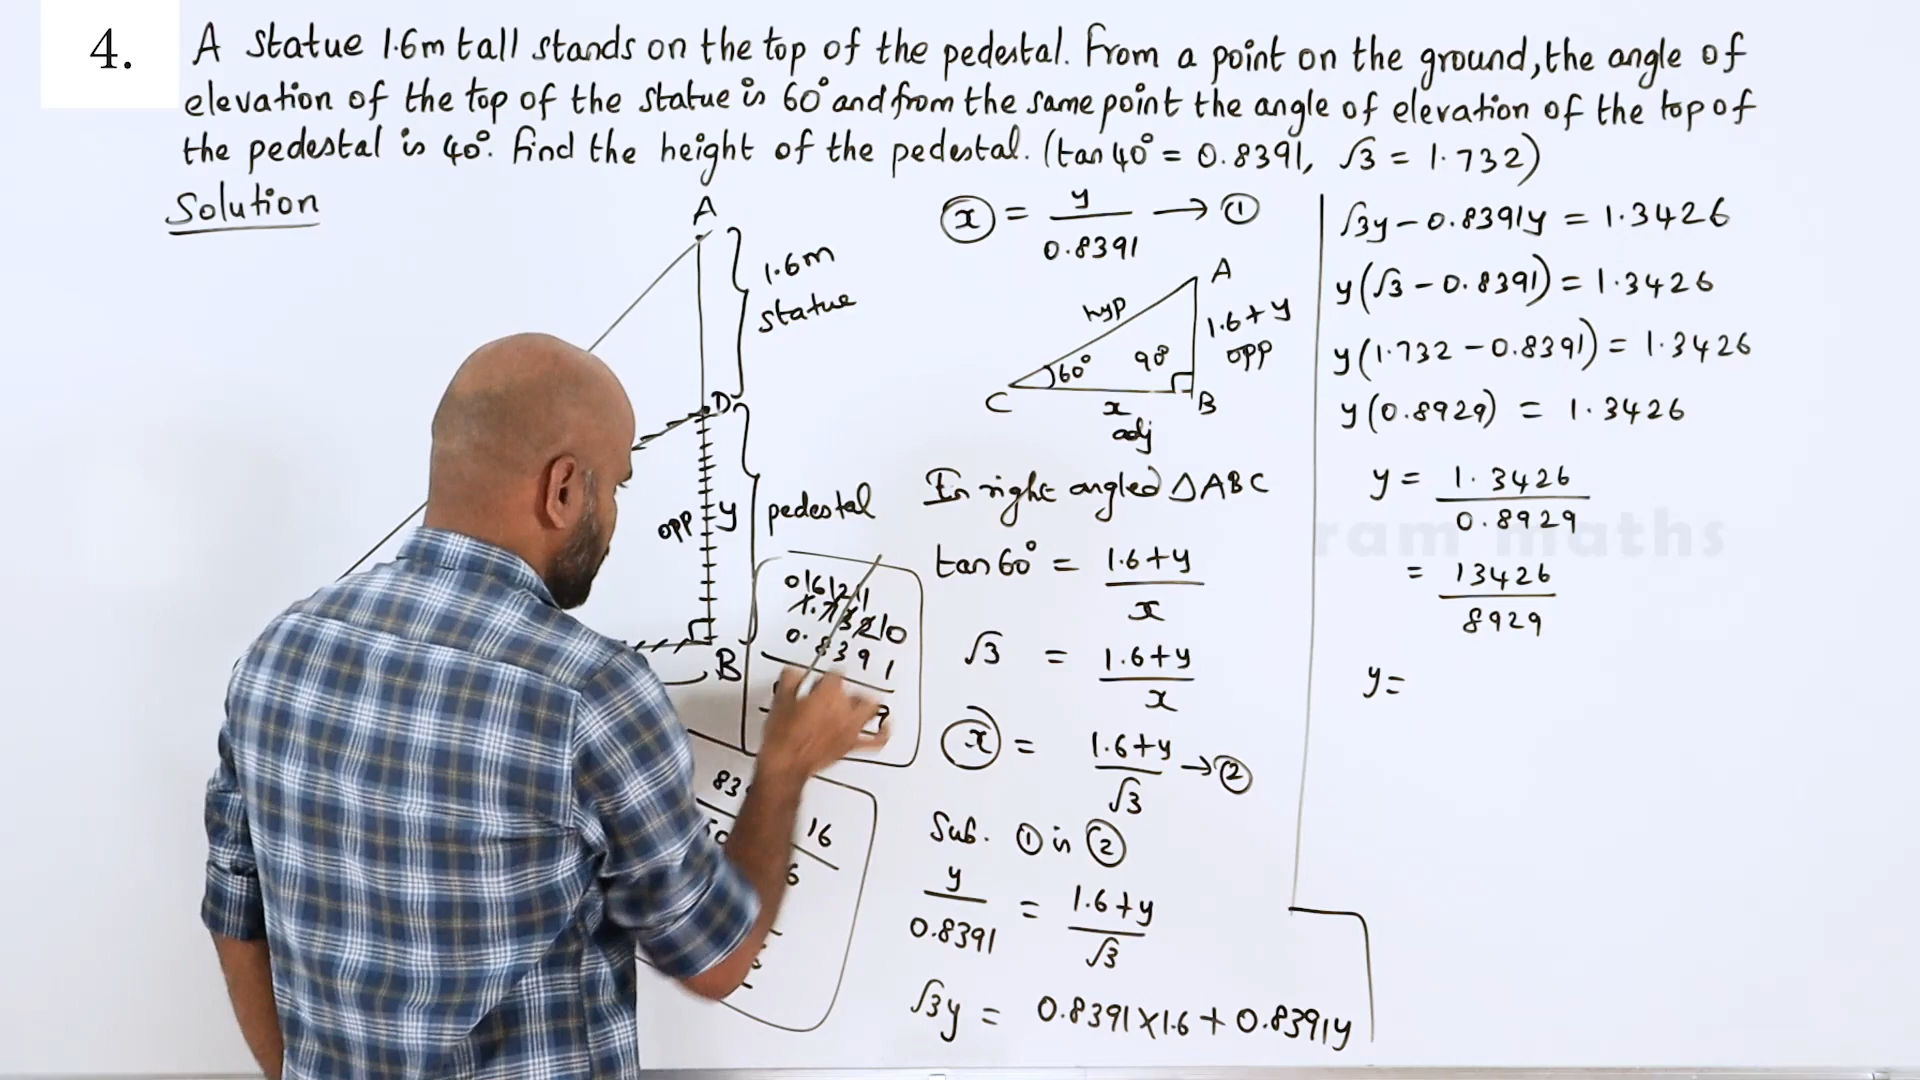 4.
A statue 1.6m tall stands on the top of the pedestal. From a point on the ground, the angle of
elevation of the top of the statue is 60° and from the same point the angle of elevation of the top of
the pedestal is 40°. Find the height of the pedestal. (tan 40° = 0.8391, √3 = 1.732)
Solution
A
1.6m
statue
D
opp
y
pedestal
B
0.8391
16
x = y/0.8391 → ①
A
hyp
1.6+y
opp
60°
90°
C
x
B
adj
In right angled △ABC
tan 60° = 1.6+y/x
√3 = 1.6+y/x
x = 1.6+y/√3 → ②
Sub. ① in ②
y/0.8391 = 1.6+y/√3
√3y = 0.8391×1.6 + 0.8391y
√3y - 0.8391y = 1.3426
y(√3 - 0.8391) = 1.3426
y(1.732 - 0.8391) = 1.3426
y(0.8929) = 1.3426
y = 1.3426/0.8929
= 13426/8929
y =
ram maths